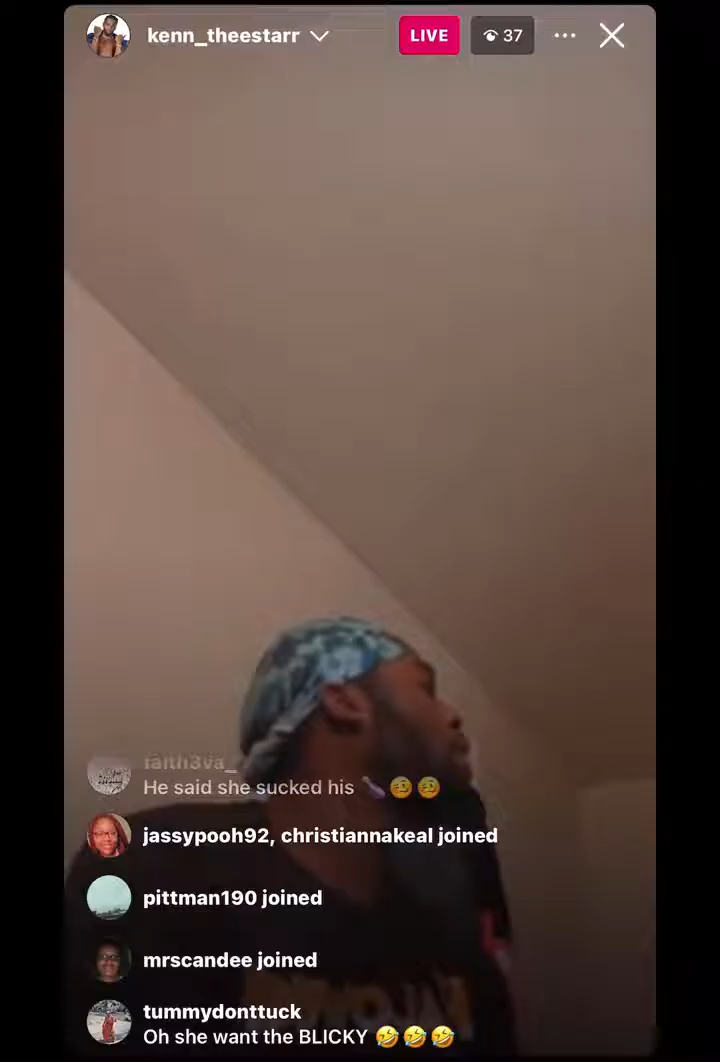 kenn_theestarr
LIVE
37
faith3va_
He said she sucked his 🍆🥴🥴
jassypooh92, christiannakeal joined
pittman190 joined
mrscandee joined
tummydonttuck
Oh she want the BLICKY 🤣🤣🤣